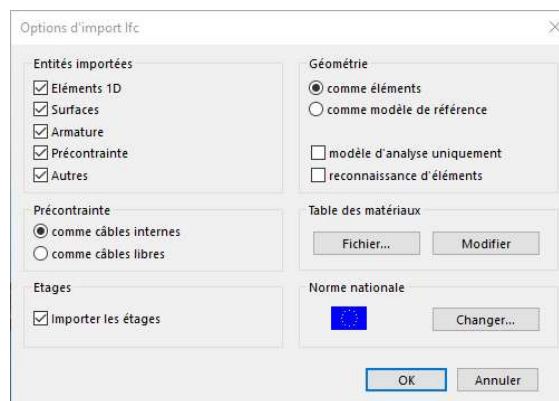 Options d'import Ifc
Entités importées
Eléments 1D
Surfaces
Armature
Précontrainte
Autres
Géométrie
comme éléments
comme modèle de référence
modèle d'analyse uniquement
reconnaissance d'éléments
Précontrainte
comme câbles internes
comme câbles libres
Table des matériaux
Fichier...
Modifier
Etages
Importer les étages
Norme nationale
Changer...
OK
Annuler